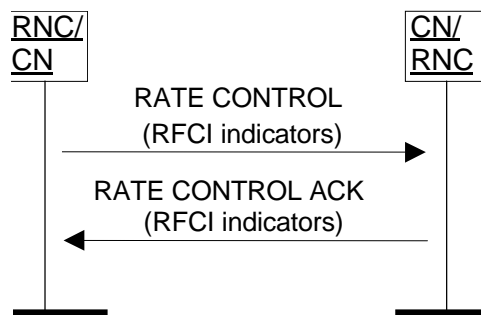 RNC/
CN
CN/
RNC
RATE CONTROL
(RFCI indicators)
RATE CONTROL ACK
(RFCI indicators)